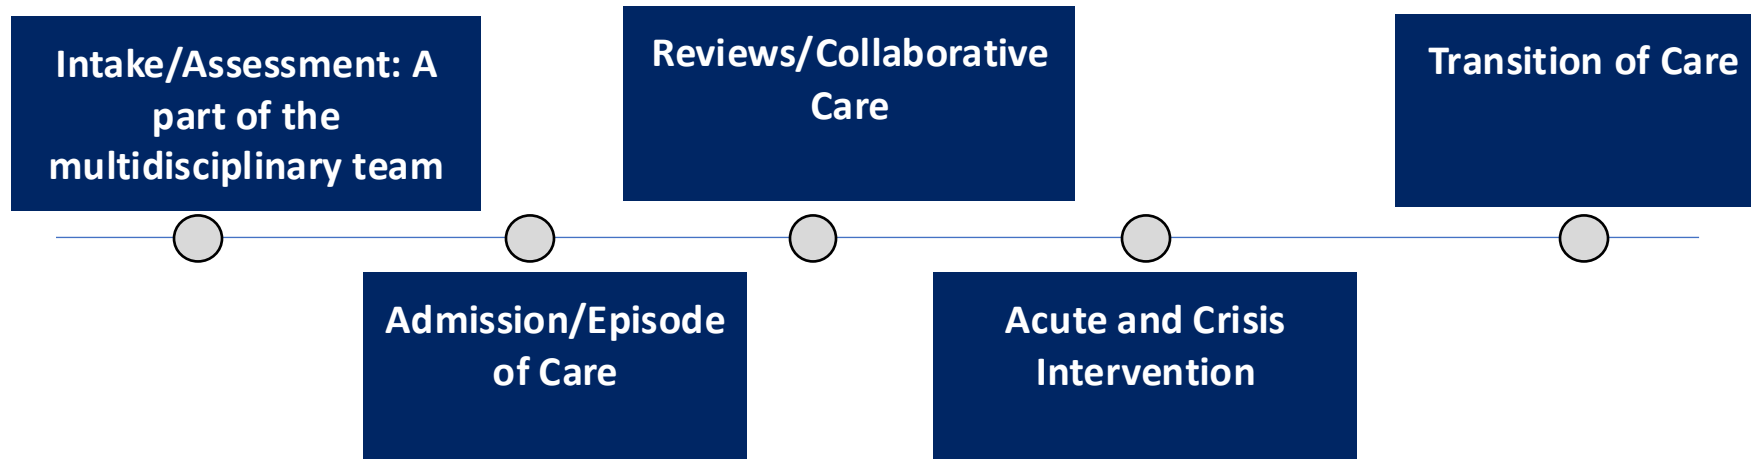 Intake/Assessment: A
part of the
multidisciplinary team
Admission/Episode
of Care
Reviews/Collaborative
Care
Acute and Crisis
Intervention
Transition of Care